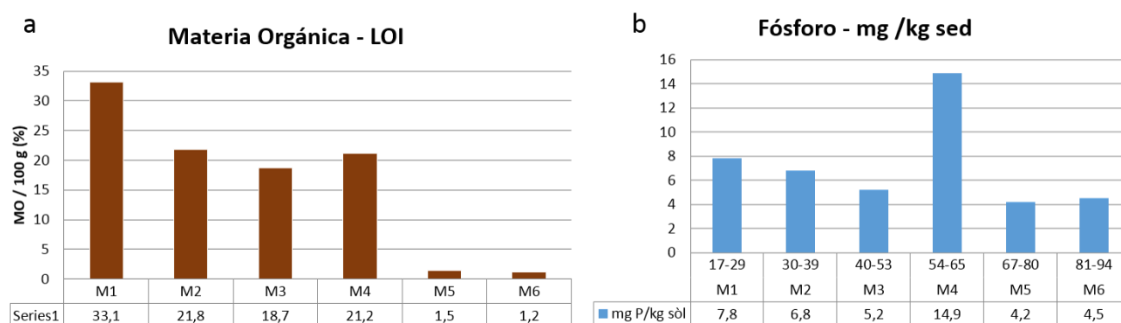 a
Materia Orgánica - LOI
MO / 100 g (%)
35
30
25
20
15
10
5
0
M1 M2 M3 M4 M5 M6
Series1 33,1 21,8 18,7 21,2 1,5 1,2
b
Fósforo - mg /kg sed
16
14
12
10
8
6
4
2
0
17-29 30-39 40-53 54-65 67-80 81-94
M1 M2 M3 M4 M5 M6
mg P/kg sòl 7,8 6,8 5,2 14,9 4,2 4,5